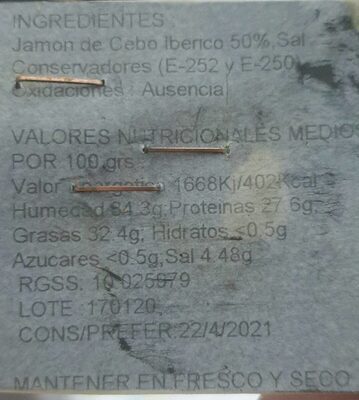 INGREDIENTES :
Jamon de Cebo Iberico 50%,Sal
Conservadores (E-252 y E-250)
Oxidaciones : Ausencia
VALORES NUTRICIONALES MEDIC
POR 100,grs
Valor 1668Kj/402Kcal
Humedad 34.3g;Proteinas 27.6g,
Grasas 32.4g; Hidratos <0.5g
Azucares <0.5g,Sal 4.48g
RGSS: 10 025979
LOTE 170120,
CONS/PREFER:22/4/2021
MANTENER EN FRESCO Y SECO